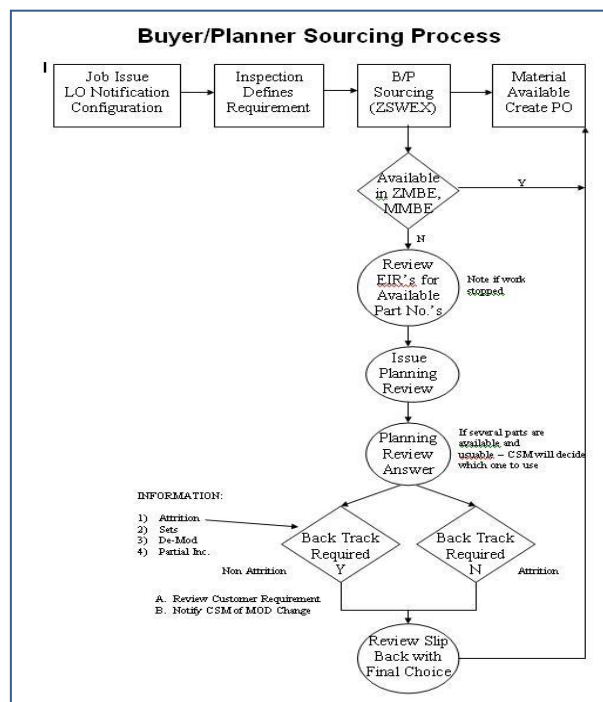 Buyer/Planner Sourcing Process
Job Issue
LO Notification
Configuration
Inspection
Defines
Requirement
B/P
Sourcing
(ZSWEX)
Material
Available
Create PO
Available
in ZMBE,
MMBE
Y
N
Review
EIR's for
Available
Part No.'s
Note if work
stopped
Issue
Planning
Review
Planning
Review
Answer
If several parts are
available and
usuable – CSM will decide
which one to use
INFORMATION:
1) Attrition
2) Sets
3) De-Mod
4) Partial Inc.
Back Track
Required
Y
Back Track
Required
N
Non Attrition
Attrition
A. Review Customer Requirement
B. Notify CSM of MOD Change
Review Slip
Back with
Final Choice